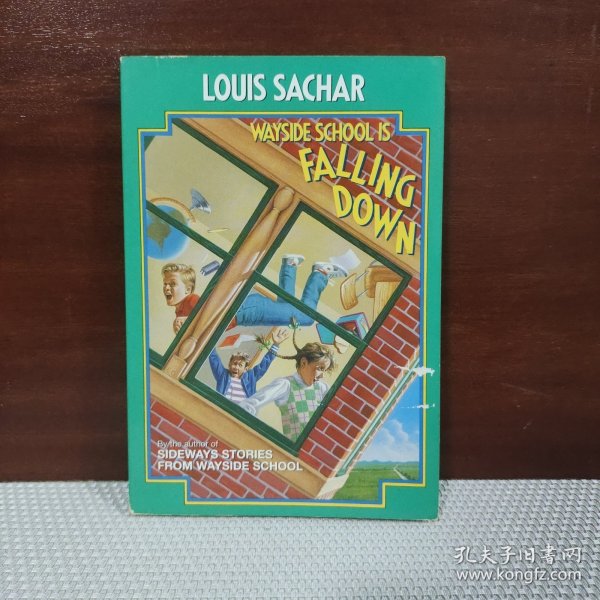 LOUIS SACHAR
WAYSIDE SCHOOL IS
FALLING
DOWN
By the author of
SIDEWAYS STORIES
FROM WAYSIDE SCHOOL
孔夫子旧书网
www.kongfz.com